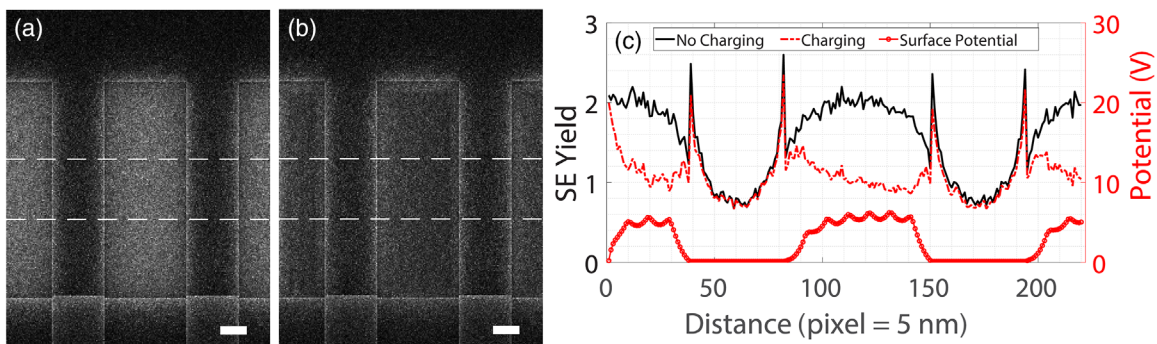 (a)
(b)
(c)
No Charging
Charging
Surface Potential
SE Yield
3
2
1
0
Potential (V)
30
20
10
0
0
50
100
150
200
Distance (pixel = 5 nm)